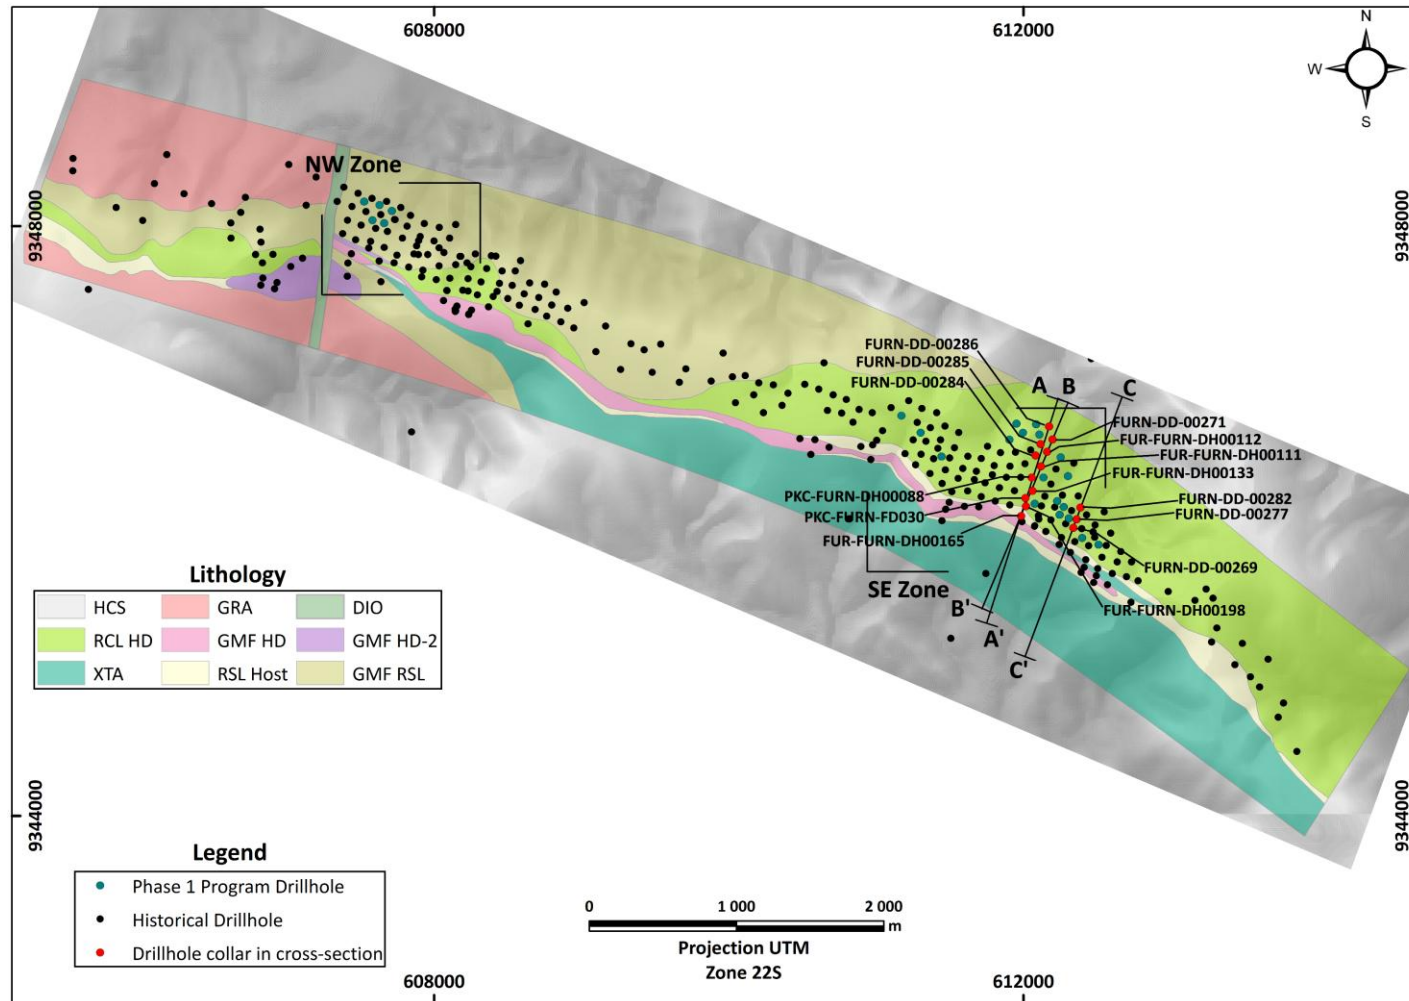 608000
612000
N
W
S
9348000
9348000
NW Zone
FURN-DD-00286
FURN-DD-00285
FURN-DD-00284
A
B
C
FURN-DD-00271
FUR-FURN-DH00112
FUR-FURN-DH00111
FUR-FURN-DH00133
PKC-FURN-DH00088
FURN-DD-00282
PKC-FURN-FD030
FURN-DD-00277
FUR-FURN-DH00165
FURN-DD-00269
SE Zone
FUR-FURN-DH00198
B'
A'
C'
Lithology
HCS
GRA
DIO
RCL HD
GMF HD
GMF HD-2
XTA
RSL Host
GMF RSL
9344000
9344000
Legend
Phase 1 Program Drillhole
Historical Drillhole
Drillhole collar in cross-section
0
1 000
2 000
m
Projection UTM
Zone 22S
608000
612000